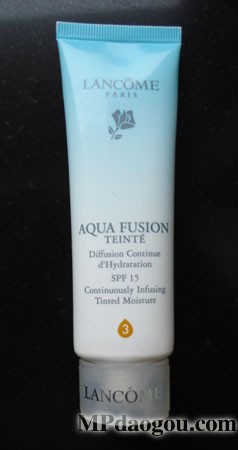 LANCÔME
PARIS
AQUA FUSION
TEINTÉ
Diffusion Continue
d'Hydratation
SPF 15
Continuously Infusing
Tinted Moisture
3
LANCÔME
MPdaogou.com